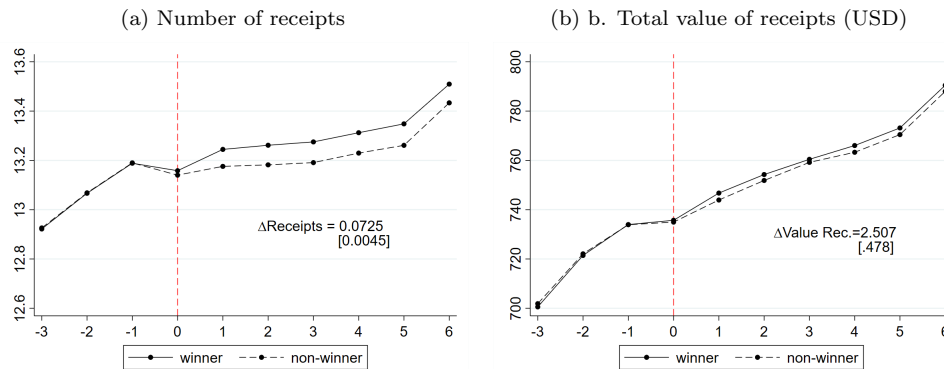 (a) Number of receipts
13.6
13.4
13.2
13
12.8
12.6
ΔReceipts = 0.0725
[0.0045]
-3 -2 -1 0 1 2 3 4 5 6
winner non-winner
(b) b. Total value of receipts (USD)
800
780
760
740
720
700
ΔValue Rec.=2.507
[.478]
-3 -2 -1 0 1 2 3 4 5 6
winner non-winner